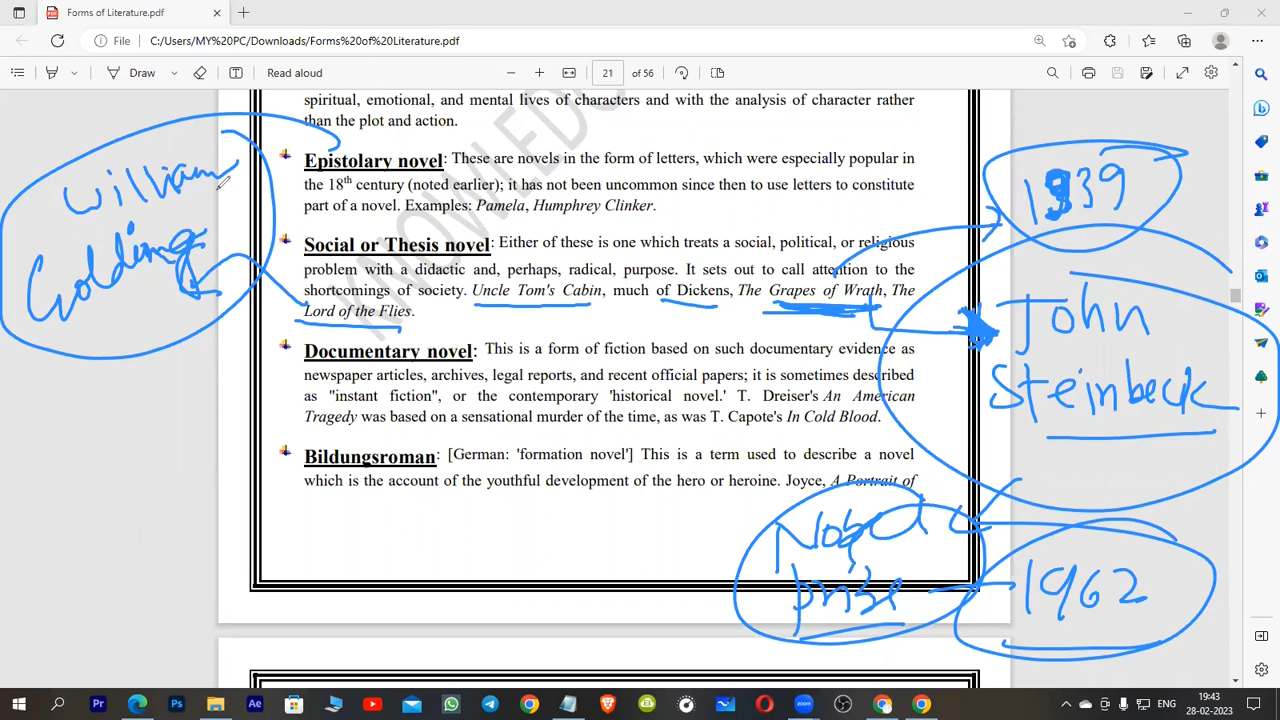 Forms of Literature
File
C:/Users/MY%20PC/Downloads/Forms%20of%20Literature.pdf
Draw
Read aloud
21 of 56
KNOWLEDG
spiritual, emotional, and mental lives of characters and with the analysis of character rather
than the plot and action.
Epistolary novel: These are novels in the form of letters, which were especially popular in
the 18th century (noted earlier); it has not been uncommon since then to use letters to constitute
part of a novel. Examples: Pamela, Humphrey Clinker.
Social or Thesis novel: Either of these is one which treats a social, political, or religious
problem with a didactic and, perhaps, radical, purpose. It sets out to call attention to the
shortcomings of society. Uncle Tom's Cabin, much of Dickens, The Grapes of Wrath, The
Lord of the Flies.
Documentary novel: This is a form of fiction based on such documentary evidence as
newspaper articles, archives, legal reports, and recent official papers; it is sometimes described
as "instant fiction", or the contemporary 'historical novel.' T. Dreiser's An American
Tragedy was based on a sensational murder of the time, as was T. Capote's In Cold Blood.
Bildungsroman: [German: 'formation novel'] This is a term used to describe a novel
which is the account of the youthful development of the hero or heroine. Joyce, A Portrait of
William
Golding
1939
John
Steinbeck
Nobel
prize
1962
Pr
Ps
Ae
zoom
ENG
19:43
28-02-2023